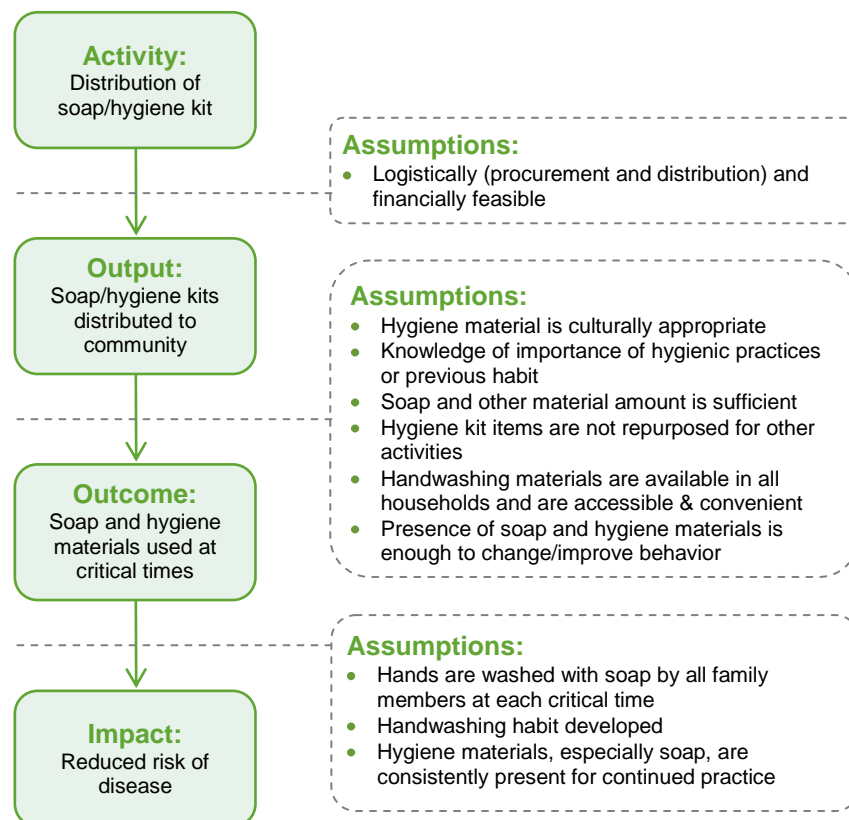 Activity:
Distribution of
soap/hygiene kit
Assumptions:
• Logistically (procurement and distribution) and
financially feasible
Output:
Soap/hygiene kits
distributed to
community
Assumptions:
• Hygiene material is culturally appropriate
• Knowledge of importance of hygienic practices
or previous habit
• Soap and other material amount is sufficient
• Hygiene kit items are not repurposed for other
activities
• Handwashing materials are available in all
households and are accessible & convenient
• Presence of soap and hygiene materials is
enough to change/improve behavior
Outcome:
Soap and hygiene
materials used at
critical times
Assumptions:
• Hands are washed with soap by all family
members at each critical time
• Handwashing habit developed
• Hygiene materials, especially soap, are
consistently present for continued practice
Impact:
Reduced risk of
disease